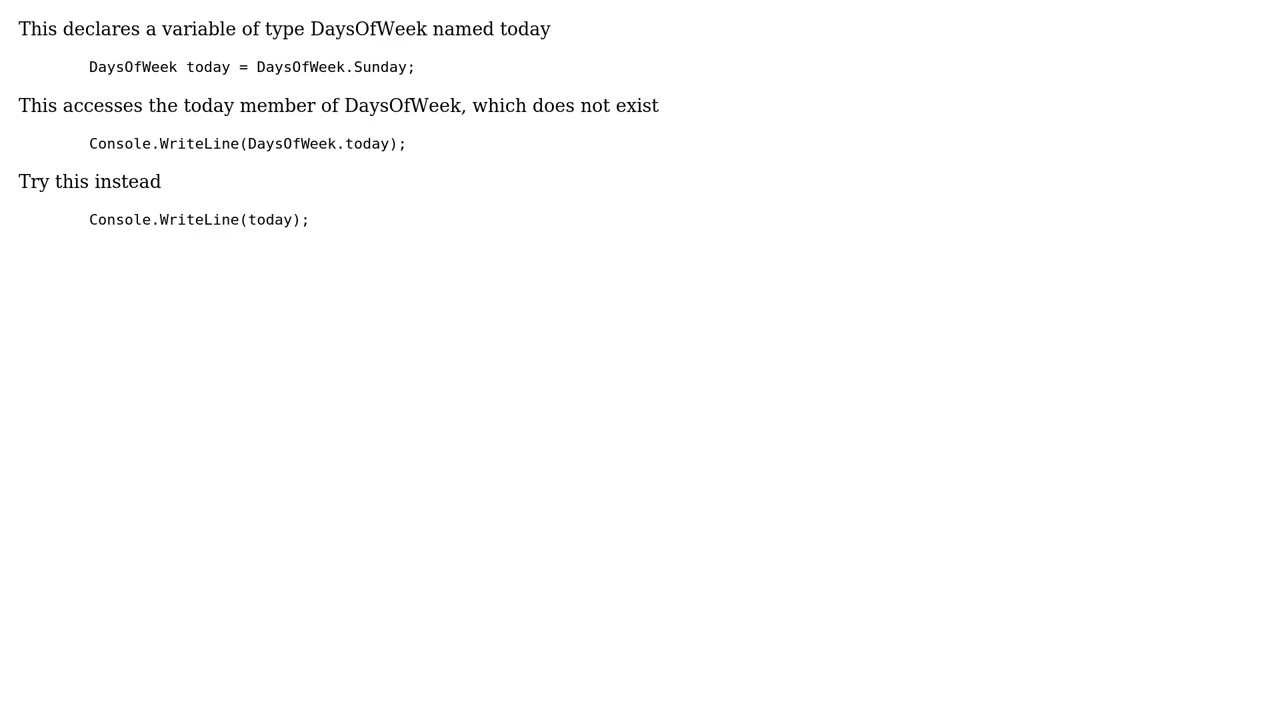 This declares a variable of type DaysOfWeek named today
DaysOfWeek today = DaysOfWeek.Sunday;
This accesses the today member of DaysOfWeek, which does not exist
Console.WriteLine(DaysOfWeek.today);
Try this instead
Console.WriteLine(today);